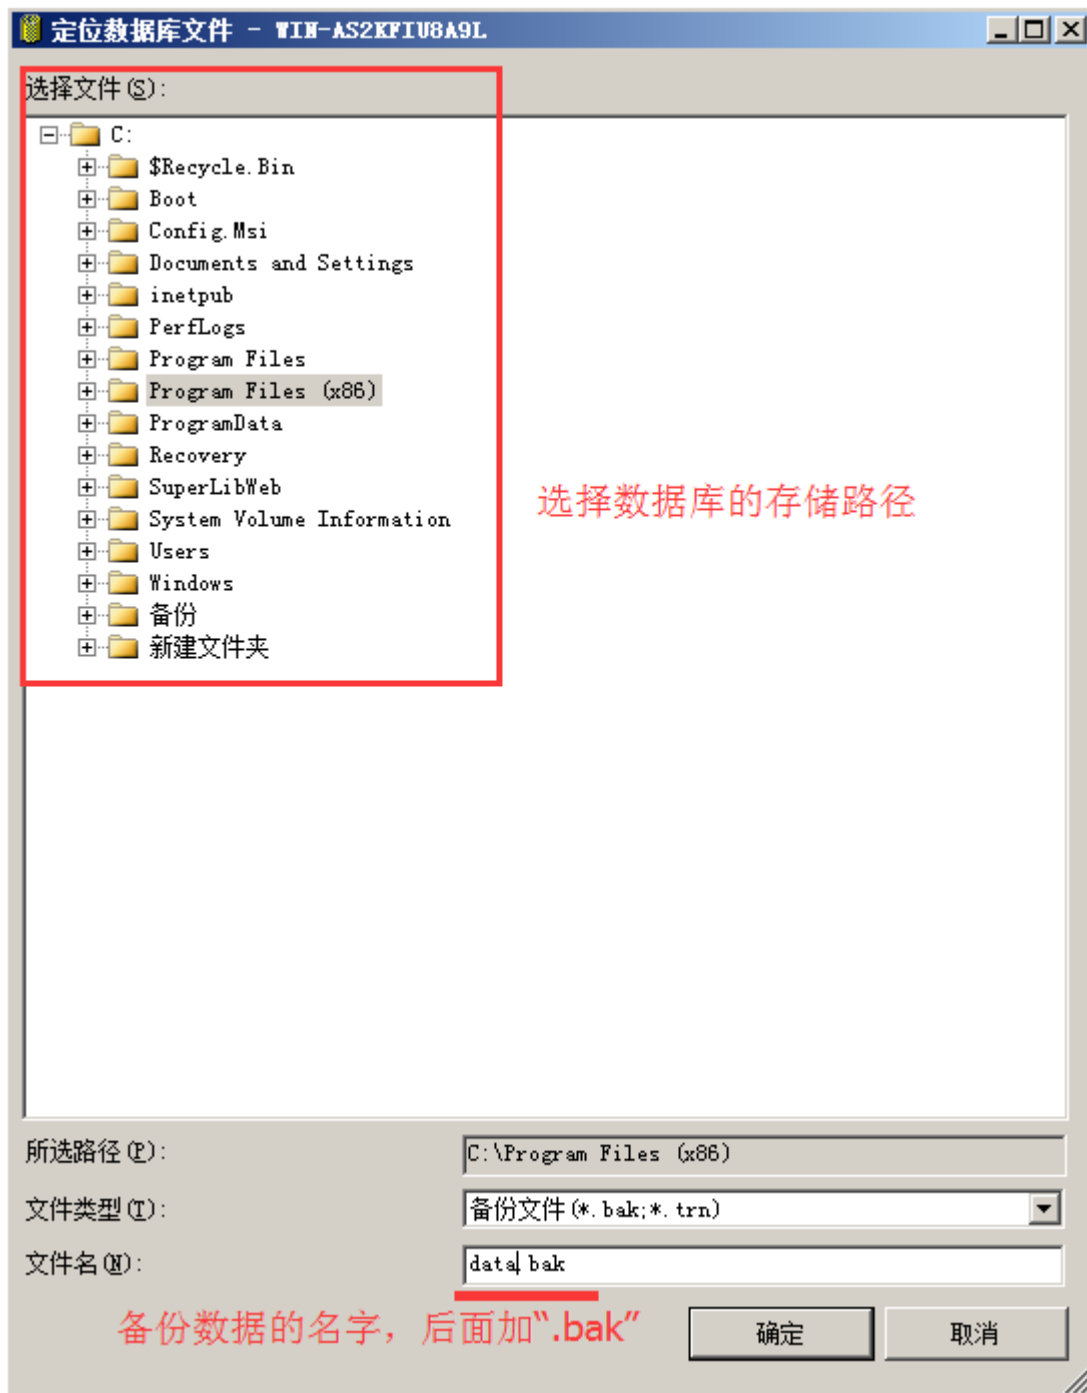 定位数据库文件 - WIN-AS2KFIU8A9L
选择文件(S):
C:
$Recycle.Bin
Boot
Config.Msi
Documents and Settings
inetpub
PerfLogs
Program Files
Program Files (x86)
ProgramData
Recovery
SuperLibWeb
选择数据库的存储路径
System Volume Information
Users
Windows
备份
新建文件夹
所选路径(P):
C:\Program Files (x86)
文件类型(T):
备份文件(*.bak;*.trn)
文件名(N):
data.bak
备份数据的名字，后面加“.bak”
确定
取消